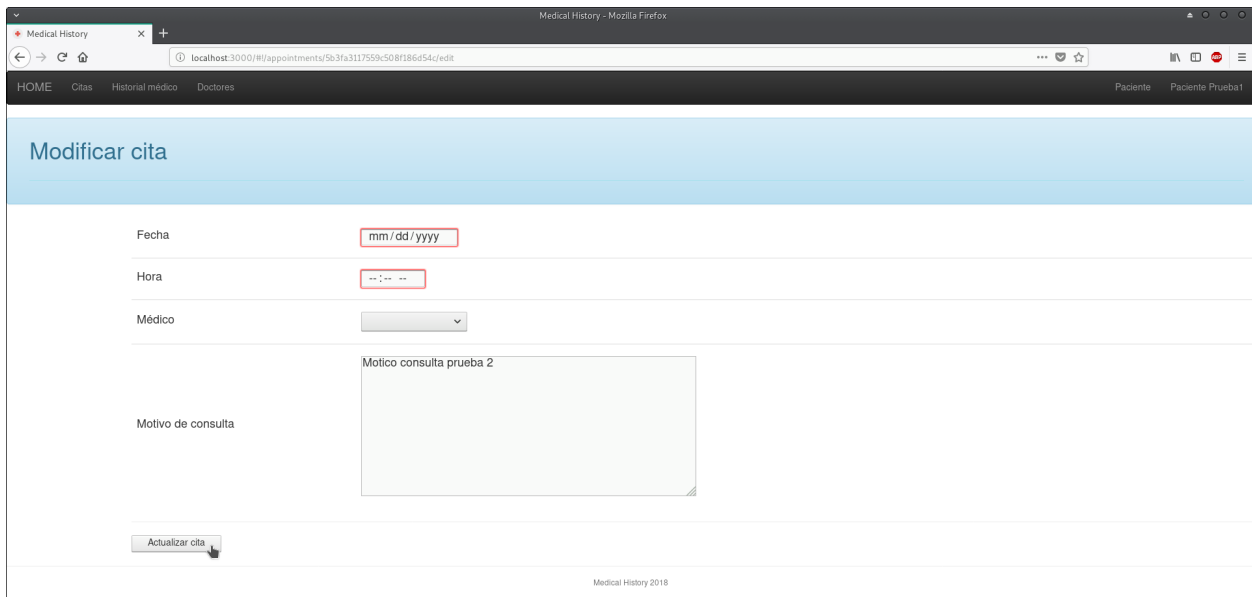 Medical History - Mozilla Firefox
Medical History
localhost:3000/#!/appointments/5b3fa3117559c508f186d54c/edit
ABP
HOME Citas Historial médico Doctores Paciente Paciente Prueba1
Modificar cita
Fecha mm/dd/yyyy
Hora --:-- --
Médico
Motico consulta prueba 2
Motivo de consulta
Actualizar cita
Medical History 2018